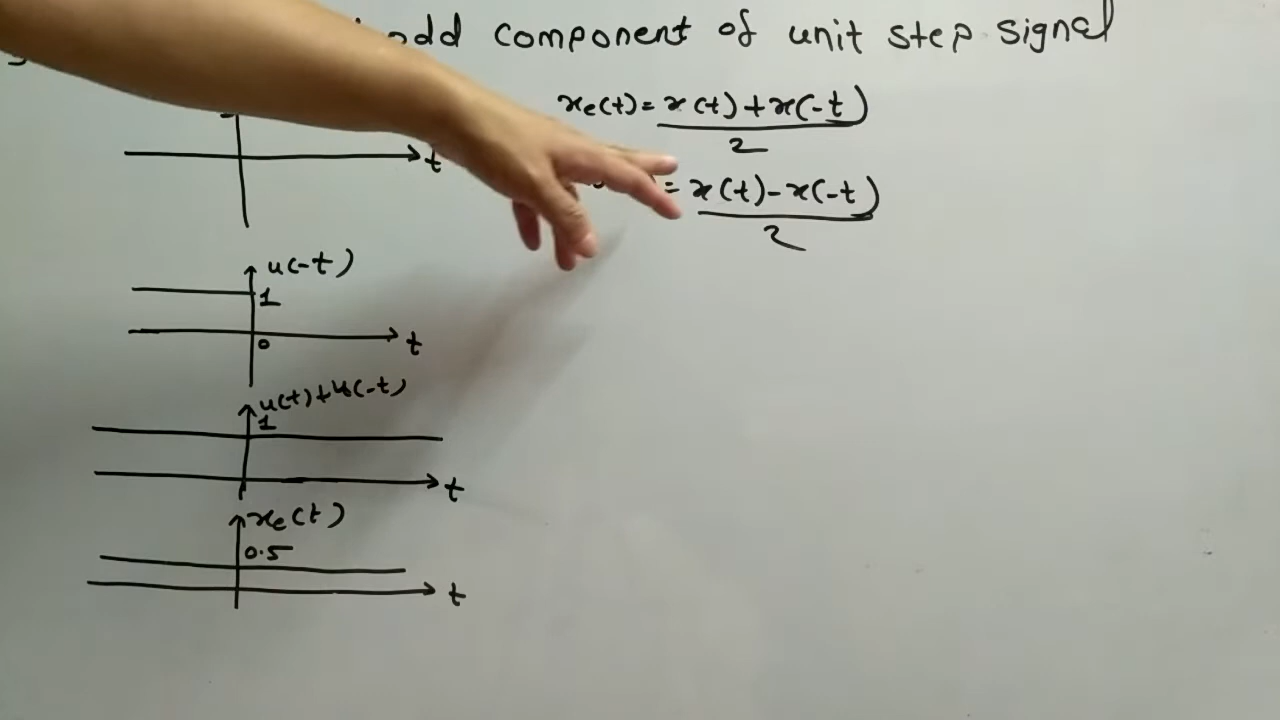 odd component of unit step signal
xe(t) = x(t)+x(-t)
2
= x(t)-x(-t)
2
t
u(-t)
1
0
t
u(t)+u(-t)
1
t
xe(t)
0.5
t